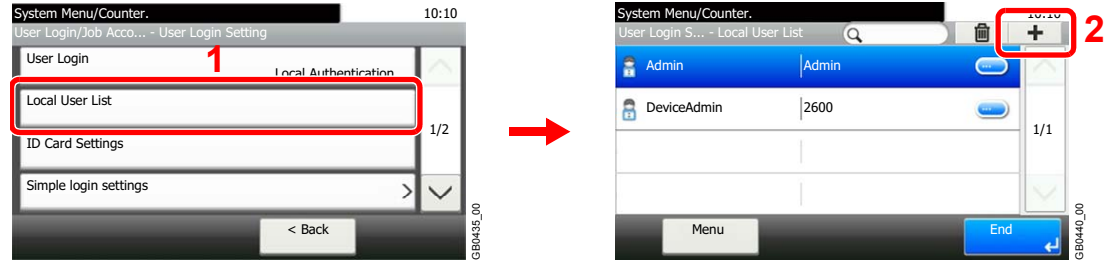 System Menu/Counter.
10:10
User Login/Job Acco... - User Login Setting
1
User Login
Local Authentication
Local User List
1/2
ID Card Settings
Simple login settings
< Back
GB0435_00
System Menu/Counter.
10:10
User Login S... - Local User List
2
Admin
Admin
DeviceAdmin
2600
1/1
Menu
End
GB0440_00